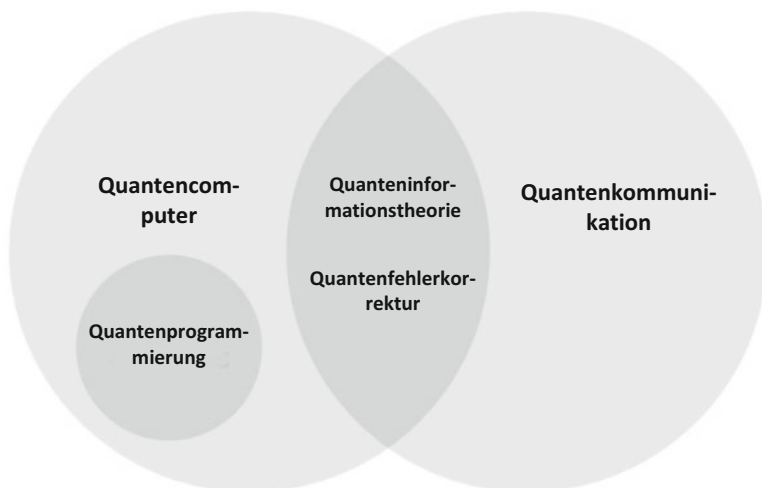 Quantencom-
puter
Quanteninfor-
mationstheorie
Quantenfehlerkor-
rektur
Quantenkommuni-
kation
Quantenprogram-
mierung